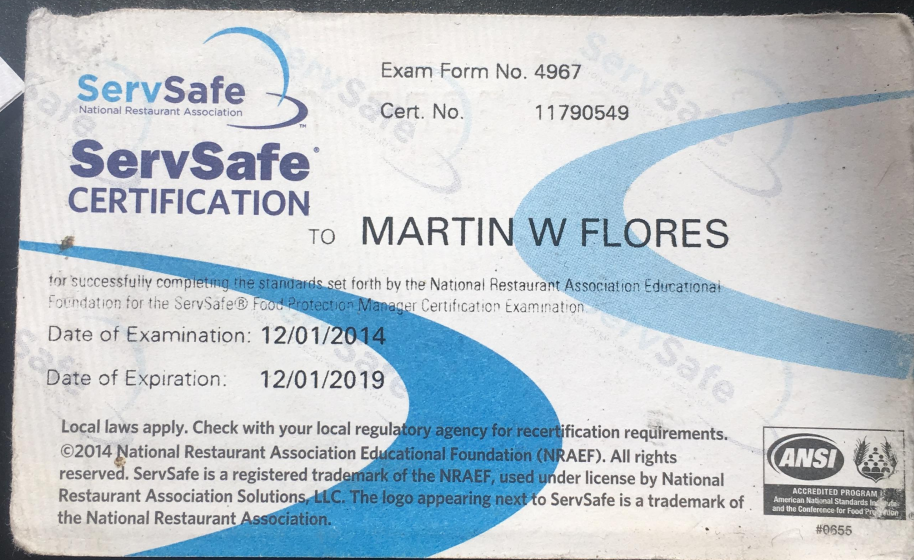 ServSafe
National Restaurant Association
™
ServSafe®
CERTIFICATION
Exam Form No. 4967
Cert. No. 11790549
TO MARTIN W FLORES
for successfully completing the standards set forth by the National Restaurant Association Educational
Foundation for the ServSafe® Food Protection Manager Certification Examination
Date of Examination: 12/01/2014
Date of Expiration: 12/01/2019
Local laws apply. Check with your local regulatory agency for recertification requirements.
©2014 National Restaurant Association Educational Foundation (NRAEF). All rights
reserved. ServSafe is a registered trademark of the NRAEF, used under license by National
Restaurant Association Solutions, LLC. The logo appearing next to ServSafe is a trademark of
the National Restaurant Association.
ANSI
ACCREDITED PROGRAM
American National Standards Institute
and the Conference for Food Protection
#0655